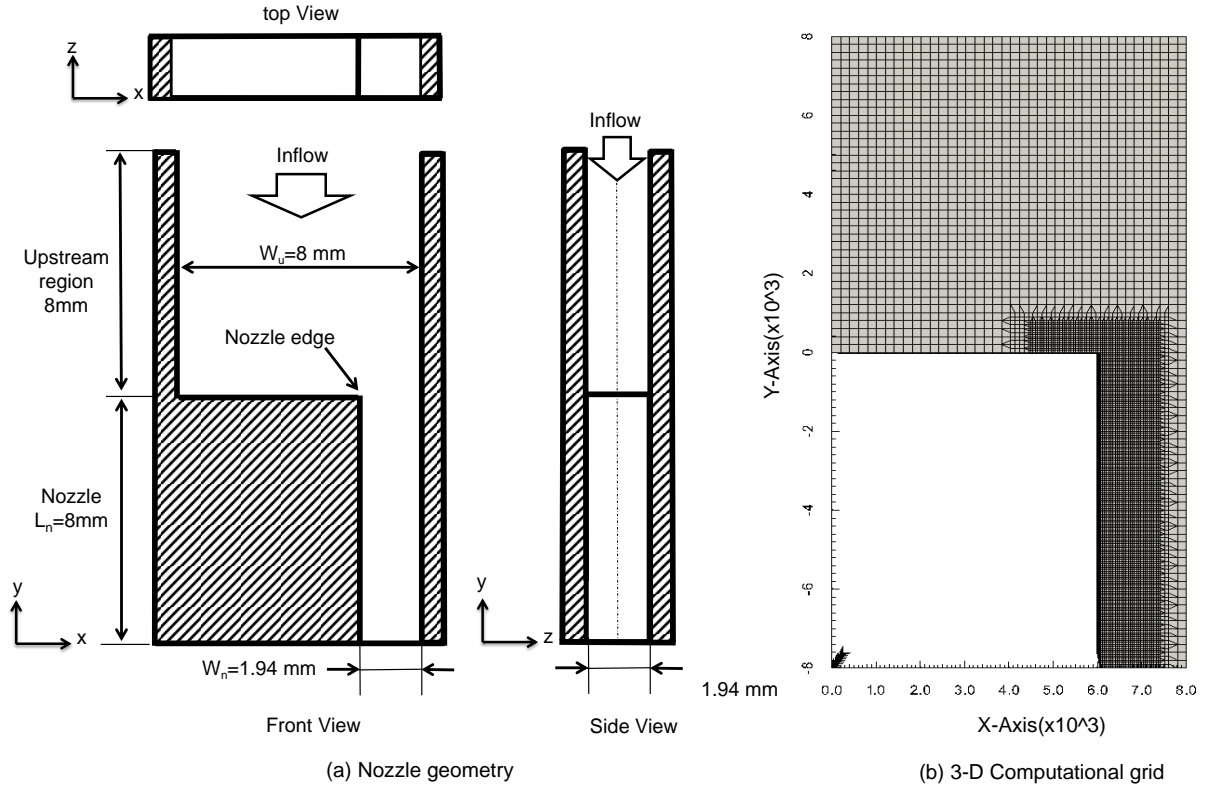 top View
z
x
Inflow
Inflow
Upstream
region
8mm
W_u=8 mm
Nozzle edge
Nozzle
L_n=8mm
y
x
y
z
W_n=1.94 mm
1.94 mm
Front View
Side View
(a) Nozzle geometry
8
6
4
2
0
-2
-4
-6
-8
Y-Axis(x10^3)
0.0 1.0 2.0 3.0 4.0 5.0 6.0 7.0 8.0
X-Axis(x10^3)
(b) 3-D Computational grid